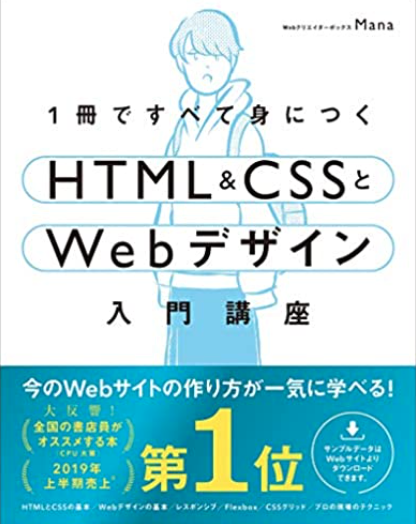 Webクリエイターボックス Mana
1冊ですべて身につく
HTML&CSSと
Webデザイン
入門講座
今のWebサイトの作り方が一気に学べる!
大反響!
全国の書店員が
オススメする本
CPU大賞
2019年
上半期売上
第1位
サンプルデータは
Webサイトより
ダウンロード
できます。
HTMLとCSSの基本/Webデザインの基本/レスポンシブ/Flexbox/CSSグリッド/プロの現場のテクニック